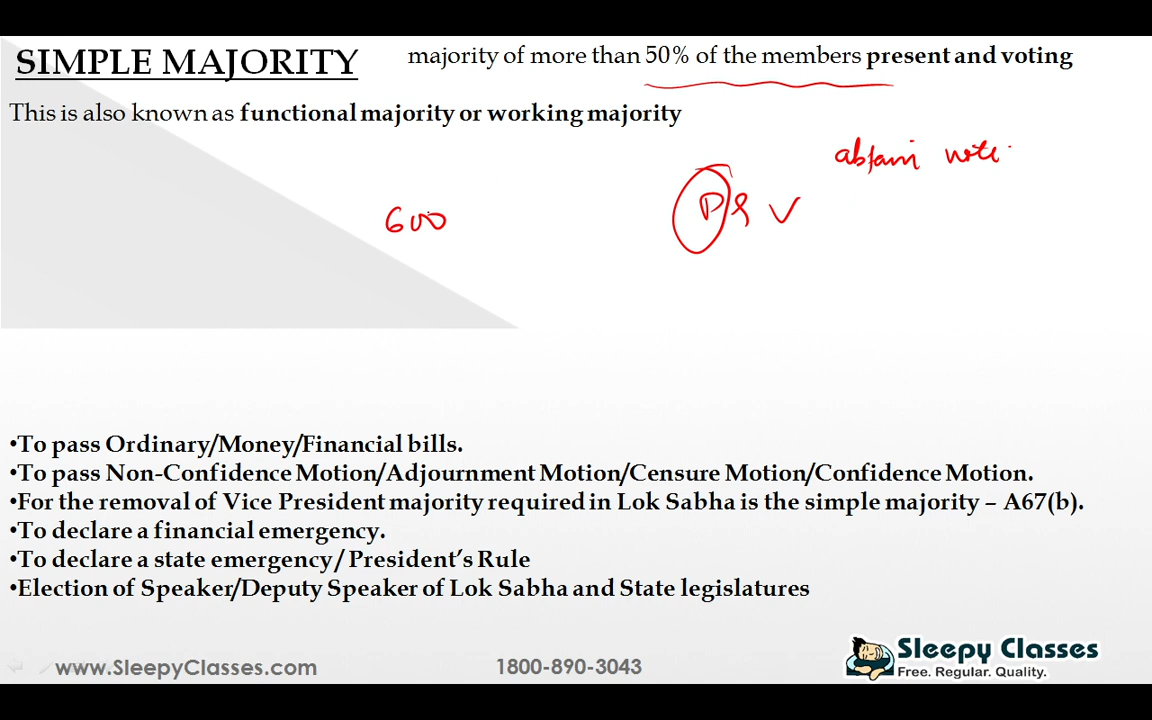 SIMPLE MAJORITY
majority of more than 50% of the members present and voting
This is also known as functional majority or working majority
abstain vote
600
P & V
•To pass Ordinary/Money/Financial bills.
•To pass Non-Confidence Motion/Adjournment Motion/Censure Motion/Confidence Motion.
•For the removal of Vice President majority required in Lok Sabha is the simple majority – A67(b).
•To declare a financial emergency.
•To declare a state emergency/ President's Rule
•Election of Speaker/Deputy Speaker of Lok Sabha and State legislatures
www.SleepyClasses.com
1800-890-3043
Sleepy Classes
Free. Regular. Quality.